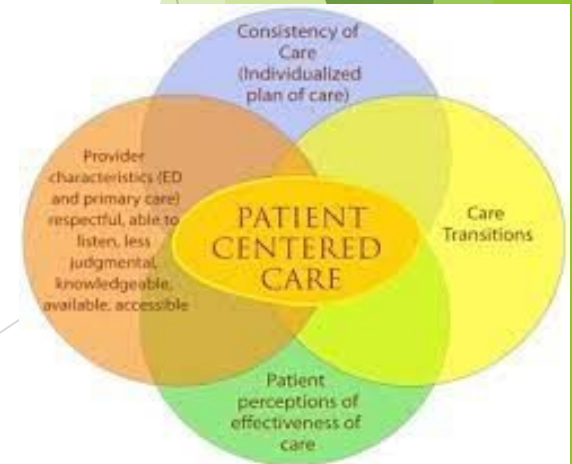 Consistency of
Care
(Individualized
plan of care)
Provider
characteristics (ED
and primary care)
respectful, able to
listen, less
judgmental,
knowledgeable,
available, accessible
PATIENT
CENTERED
CARE
Care
Transitions
Patient
perceptions of
effectiveness of
care